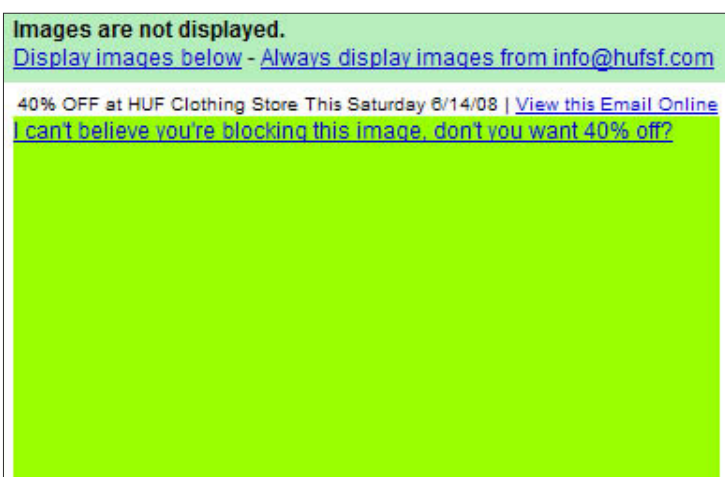 Images are not displayed.
Display images below - Always display images from info@hufsf.com
40% OFF at HUF Clothing Store This Saturday 6/14/08 | View this Email Online
I can't believe you're blocking this image, don't you want 40% off?